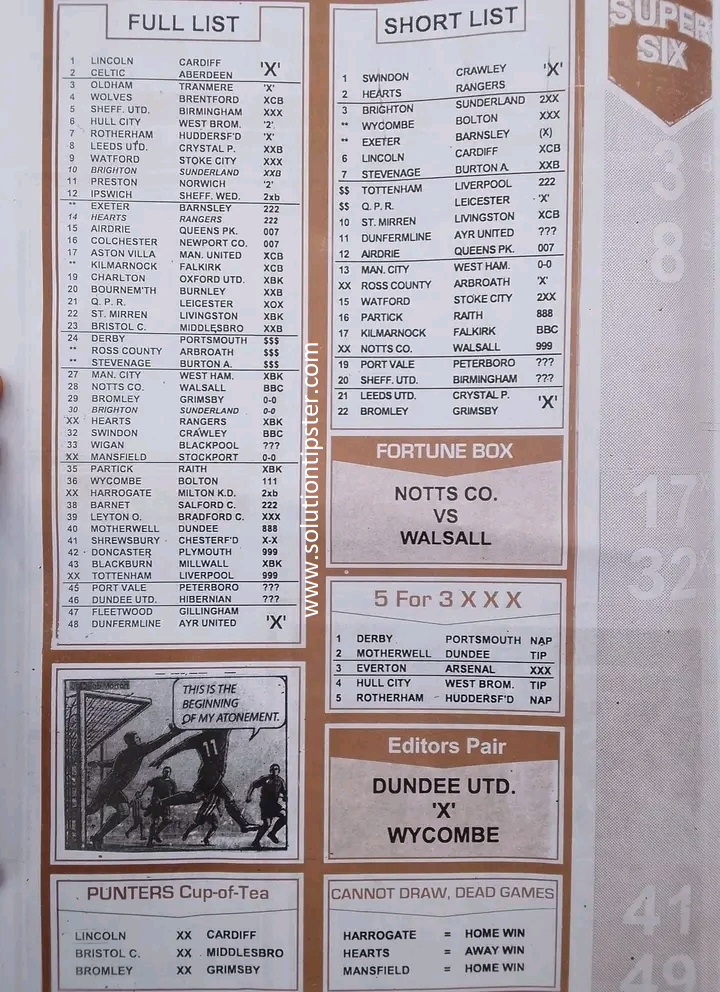 FULL LIST
1 LINCOLN CARDIFF 'X'
2 CELTIC ABERDEEN
3 OLDHAM TRANMERE 'X'
4 WOLVES BRENTFORD XCB
5 SHEFF. UTD. BIRMINGHAM XXX
6 HULL CITY WEST BROM. '2'
7 ROTHERHAM HUDDERSF'D 'X'
8 LEEDS UTD. CRYSTAL P. XXB
9 WATFORD STOKE CITY XXX
10 BRIGHTON SUNDERLAND XXB
11 PRESTON NORWICH '2'
12 IPSWICH SHEFF. WED. 2xb
** EXETER BARNSLEY 222
14 HEARTS RANGERS 222
15 AIRDRIE QUEENS PK. 007
16 COLCHESTER NEWPORT CO. 007
17 ASTON VILLA MAN. UNITED XCB
** KILMARNOCK FALKIRK XCB
19 CHARLTON OXFORD UTD. XBK
20 BOURNEM'TH BURNLEY XXB
21 Q. P. R. LEICESTER XOX
22 ST. MIRREN LIVINGSTON XBK
23 BRISTOL C. MIDDLESBRO XXB
24 DERBY PORTSMOUTH $$$
** ROSS COUNTY ARBROATH $$$
** STEVENAGE BURTON A. $$$
27 MAN. CITY WEST HAM. XBK
28 NOTTS CO. WALSALL BBC
29 BROMLEY GRIMSBY 0-0
30 BRIGHTON SUNDERLAND 0-0
XX HEARTS RANGERS XBK
32 SWINDON CRAWLEY BBC
33 WIGAN BLACKPOOL ???
XX MANSFIELD STOCKPORT 0-0
35 PARTICK RAITH XBK
36 WYCOMBE BOLTON 111
XX HARROGATE MILTON K.D. 2xb
38 BARNET SALFORD C. 222
39 LEYTON O. BRADFORD C. XXX
40 MOTHERWELL DUNDEE 888
41 SHREWSBURY CHESTERF'D X-X
42 DONCASTER PLYMOUTH 999
43 BLACKBURN MILLWALL XBK
XX TOTTENHAM LIVERPOOL 999
45 PORT VALE PETERBORO ???
46 DUNDEE UTD. HIBERNIAN ???
47 FLEETWOOD GILLINGHAM
48 DUNFERMLINE AYR UNITED 'X'
THIS IS THE
BEGINNING
OF MY ATONEMENT.
11
PUNTERS Cup-of-Tea
LINCOLN XX CARDIFF
BRISTOL C. XX MIDDLESBRO
BROMLEY XX GRIMSBY
www.solutiontipster.com
SHORT LIST
1 SWINDON CRAWLEY 'X'
2 HEARTS RANGERS
3 BRIGHTON SUNDERLAND 2XX
** WYCOMBE BOLTON XXX
** EXETER BARNSLEY (X)
6 LINCOLN CARDIFF XCB
7 STEVENAGE BURTON A. XXB
$$ TOTTENHAM LIVERPOOL 222
$$ Q. P. R. LEICESTER 'X'
10 ST. MIRREN LIVINGSTON XCB
11 DUNFERMLINE AYR UNITED ???
12 AIRDRIE QUEENS PK. 007
13 MAN. CITY WEST HAM. 0-0
XX ROSS COUNTY ARBROATH 'X'
15 WATFORD STOKE CITY 2XX
16 PARTICK RAITH 888
17 KILMARNOCK FALKIRK BBC
XX NOTTS CO. WALSALL 999
19 PORT VALE PETERBORO ???
20 SHEFF. UTD. BIRMINGHAM ???
21 LEEDS UTD. CRYSTAL P. 'X'
22 BROMLEY GRIMSBY
FORTUNE BOX
NOTTS CO.
VS
WALSALL
5 For 3 X X X
1 DERBY PORTSMOUTH NAP
2 MOTHERWELL DUNDEE TIP
3 EVERTON ARSENAL XXX
4 HULL CITY WEST BROM. TIP
5 ROTHERHAM HUDDERSF'D NAP
Editors Pair
DUNDEE UTD.
'X'
WYCOMBE
CANNOT DRAW, DEAD GAMES
HARROGATE = HOME WIN
HEARTS = AWAY WIN
MANSFIELD = HOME WIN
SUPER
SIX
3
8
17
32
41
49